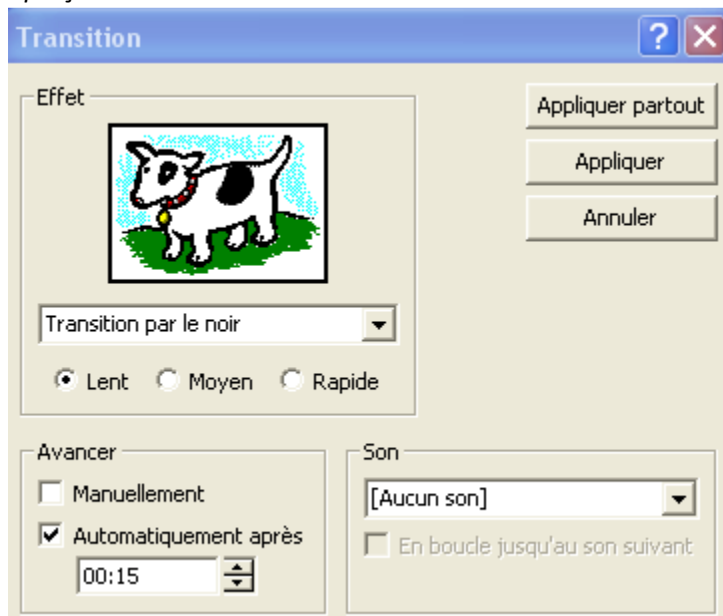 Transition
Effet
Appliquer partout
Appliquer
Annuler
Transition par le noir
Lent Moyen Rapide
Avancer
Manuellement
Automatiquement après
00:15
Son
[Aucun son]
En boucle jusqu'au son suivant